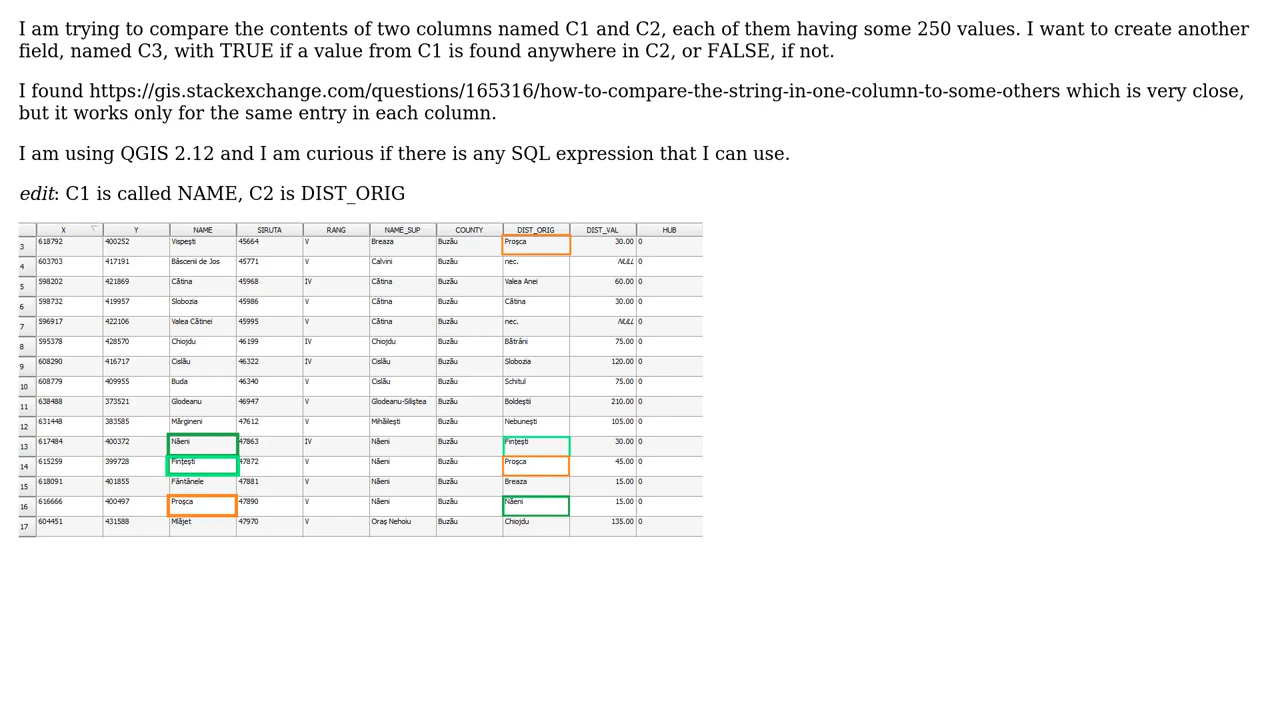 I am trying to compare the contents of two columns named C1 and C2, each of them having some 250 values. I want to create another
field, named C3, with TRUE if a value from C1 is found anywhere in C2, or FALSE, if not.
I found https://gis.stackexchange.com/questions/165316/how-to-compare-the-string-in-one-column-to-some-others which is very close,
but it works only for the same entry in each column.
I am using QGIS 2.12 and I am curious if there is any SQL expression that I can use.
edit: C1 is called NAME, C2 is DIST_ORIG
X Y NAME SIRUTA RANG NAME_SUP COUNTY DIST_ORIG DIST_VAL HUB
3 618792 400252 Vispești 45664 V Breaza Buzău Proșca 30.00 0
4 603703 417191 Băscenii de Jos 45771 V Calvini Buzău nec. NULL 0
5 598202 421869 Cătina 45968 IV Cătina Buzău Valea Anei 60.00 0
6 598732 419957 Slobozia 45986 V Cătina Buzău Cătina 30.00 0
7 596917 422106 Valea Cătinei 45995 V Cătina Buzău nec. NULL 0
8 595378 428570 Chiojdu 46199 IV Chiojdu Buzău Bătrâni 75.00 0
9 608290 416717 Cislău 46322 IV Cislău Buzău Slobozia 120.00 0
10 608779 409955 Buda 46340 V Cislău Buzău Schitul 75.00 0
11 638488 373521 Glodeanu 46947 V Glodeanu-Siliștea Buzău Boldeștii 210.00 0
12 631448 383585 Mărgineni 47612 V Mihăilești Buzău Nebunești 105.00 0
13 617484 400372 Năeni 47863 IV Năeni Buzău Fințești 30.00 0
14 615259 399728 Fințești 47872 V Năeni Buzău Proșca 45.00 0
15 618091 401855 Fântânele 47881 V Năeni Buzău Breaza 15.00 0
16 616666 400497 Proșca 47890 V Năeni Buzău Năeni 15.00 0
17 604451 431588 Mlăjet 47970 V Oraș Nehoiu Buzău Chiojdu 135.00 0